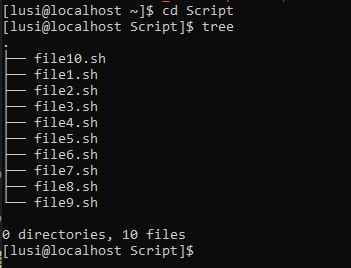 [lusi@localhost ~]$ cd Script
[lusi@localhost Script]$ tree
.
├── file10.sh
├── file1.sh
├── file2.sh
├── file3.sh
├── file4.sh
├── file5.sh
├── file6.sh
├── file7.sh
├── file8.sh
└── file9.sh
0 directories, 10 files
[lusi@localhost Script]$